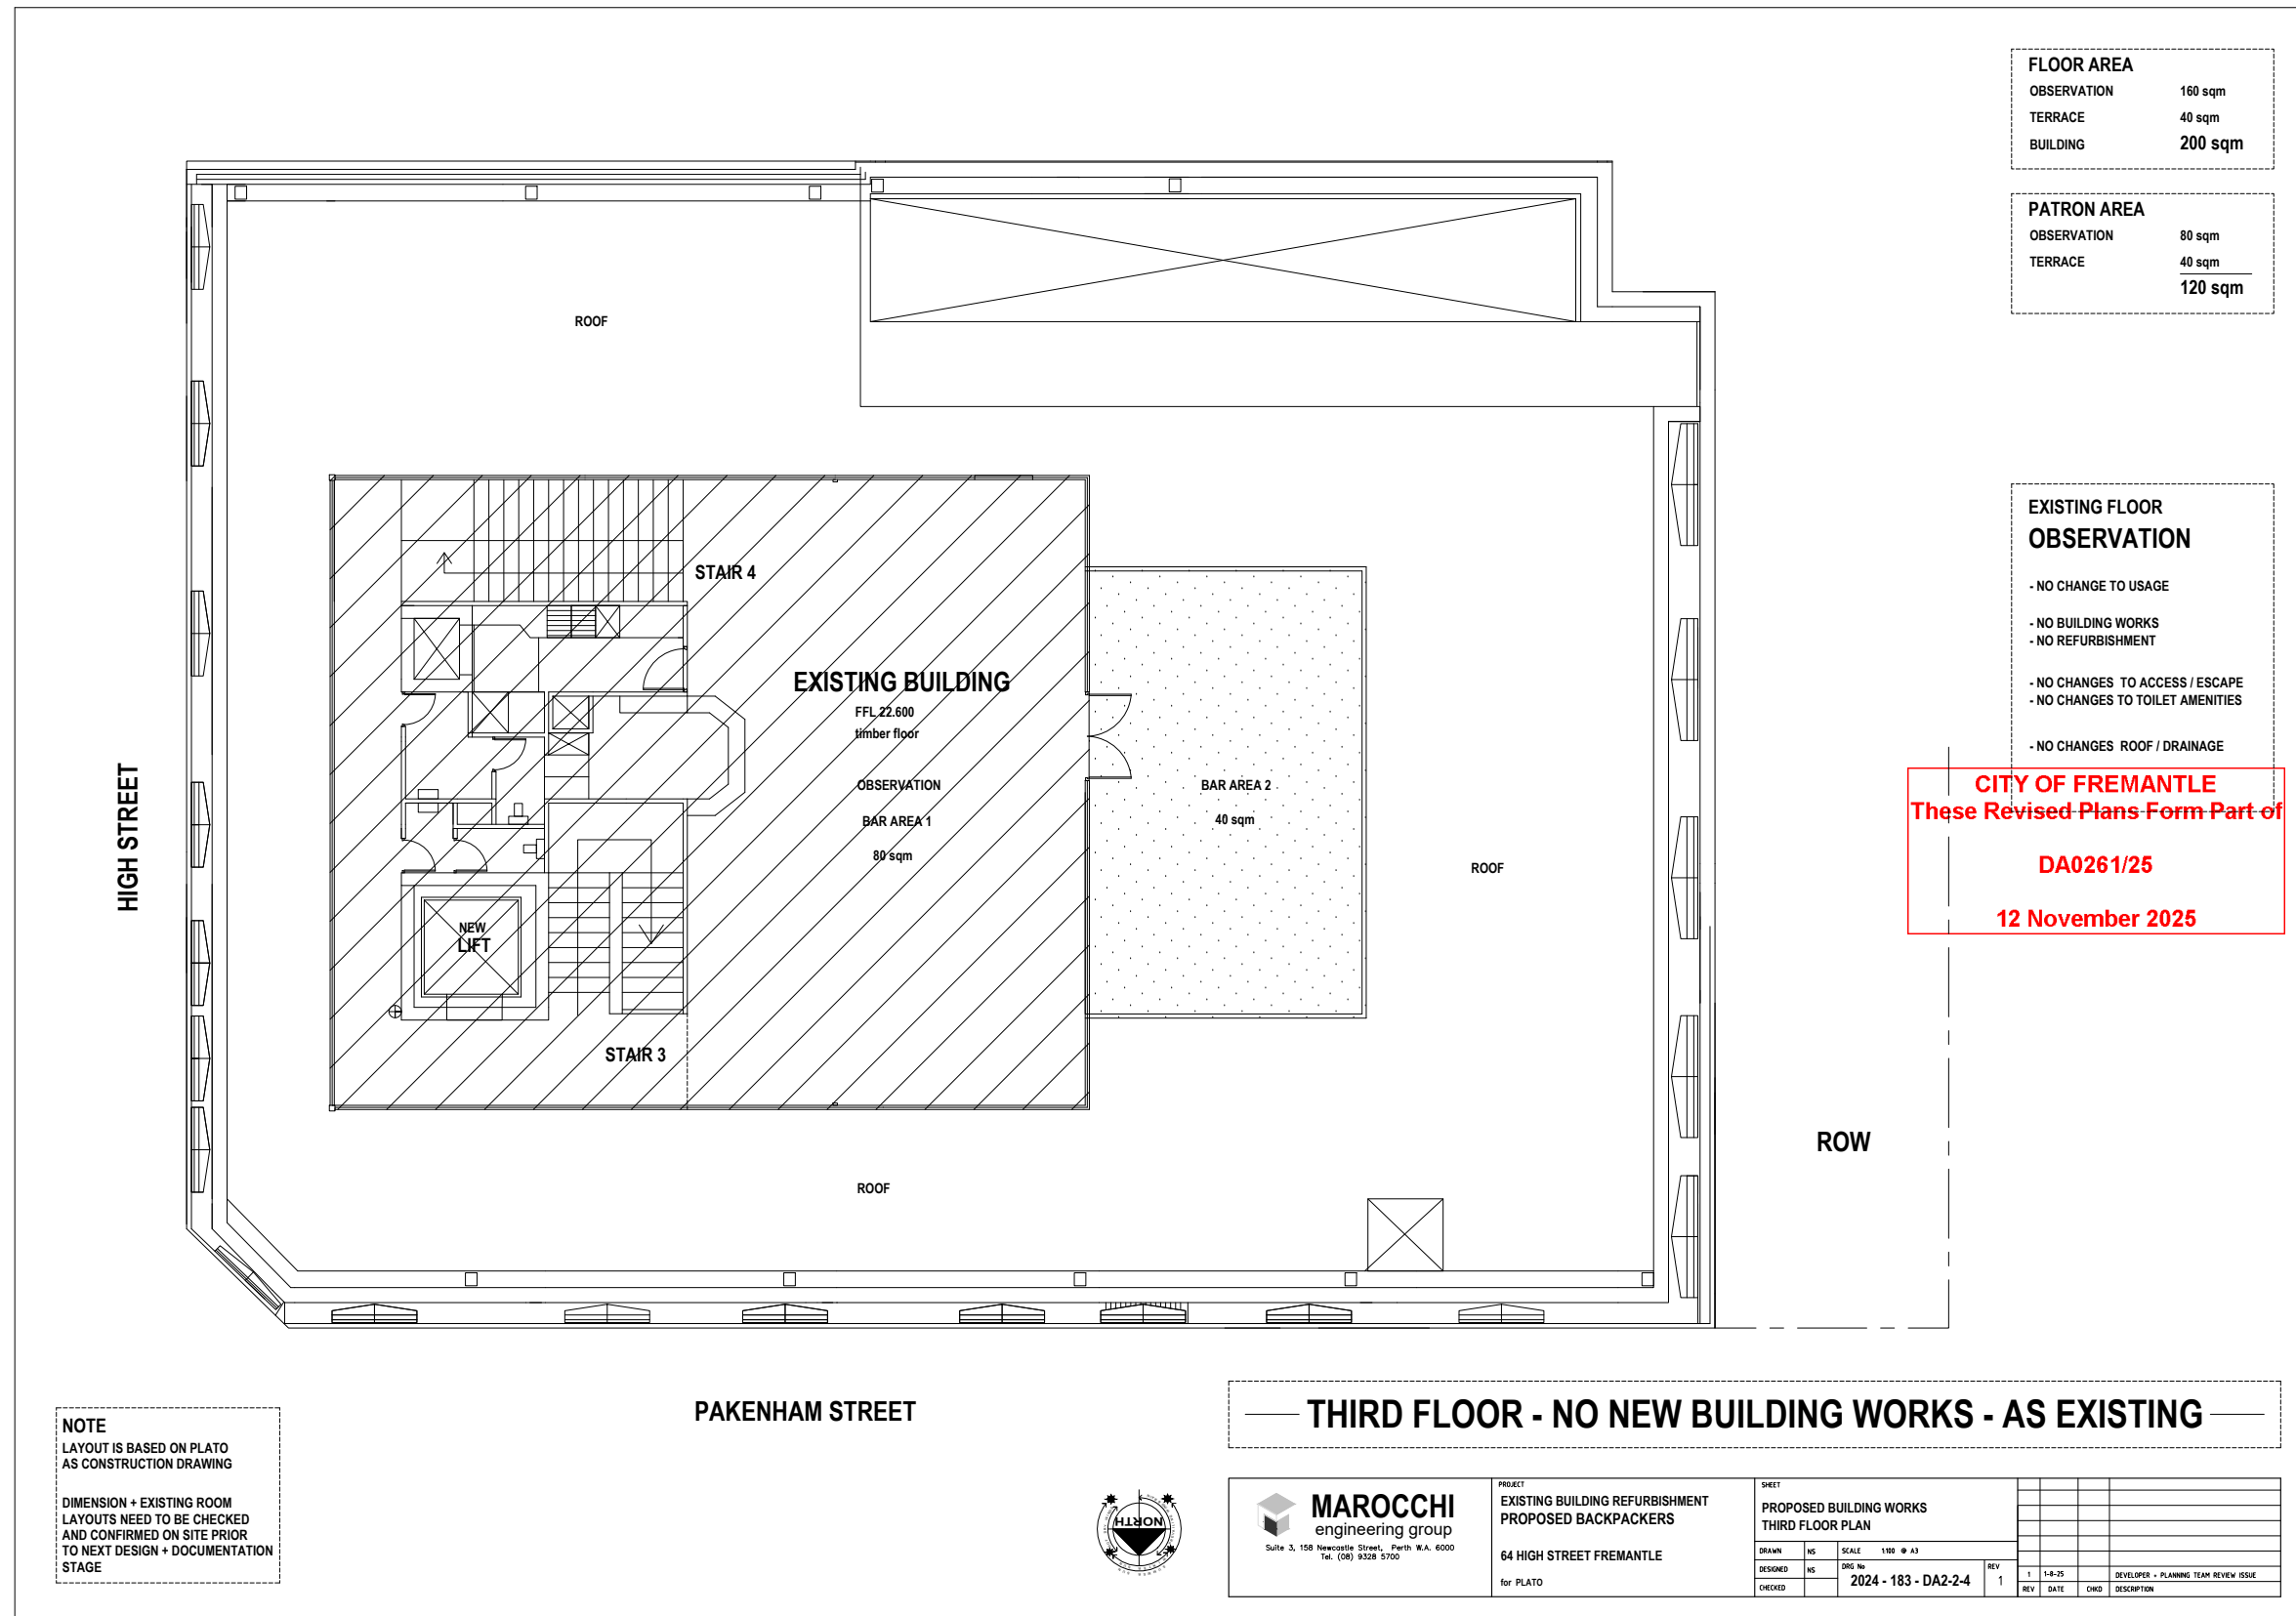 FLOOR AREA
OBSERVATION 160 sqm
TERRACE 40 sqm
BUILDING 200 sqm
PATRON AREA
OBSERVATION 80 sqm
TERRACE 40 sqm
120 sqm
ROOF
STAIR 4
EXISTING BUILDING
FFL 22.600
timber floor
OBSERVATION
BAR AREA 1
80 sqm
BAR AREA 2
40 sqm
ROOF
NEW
LIFT
STAIR 3
ROOF
HIGH STREET
EXISTING FLOOR
OBSERVATION
- NO CHANGE TO USAGE
- NO BUILDING WORKS
- NO REFURBISHMENT
- NO CHANGES TO ACCESS / ESCAPE
- NO CHANGES TO TOILET AMENITIES
- NO CHANGES ROOF / DRAINAGE
CITY OF FREMANTLE
These Revised Plans Form Part of
DA0261/25
12 November 2025
ROW
PAKENHAM STREET
THIRD FLOOR - NO NEW BUILDING WORKS - AS EXISTING
NOTE
LAYOUT IS BASED ON PLATO
AS CONSTRUCTION DRAWING
DIMENSION + EXISTING ROOM
LAYOUTS NEED TO BE CHECKED
AND CONFIRMED ON SITE PRIOR
TO NEXT DESIGN + DOCUMENTATION
STAGE
NORTH
MAROCCHI
engineering group
Suite 3, 158 Newcastle Street, Perth W.A. 6000
Tel. (08) 9328 5700
PROJECT
EXISTING BUILDING REFURBISHMENT
PROPOSED BACKPACKERS
64 HIGH STREET FREMANTLE
for PLATO
SHEET
PROPOSED BUILDING WORKS
THIRD FLOOR PLAN
DRAWN NS SCALE 1:100 @ A3
DESIGNED NS DRG No 2024 - 183 - DA2-2-4 REV 1
CHECKED
1 1-8-25 DEVELOPER + PLANNING TEAM REVIEW ISSUE
REV DATE CHKD DESCRIPTION